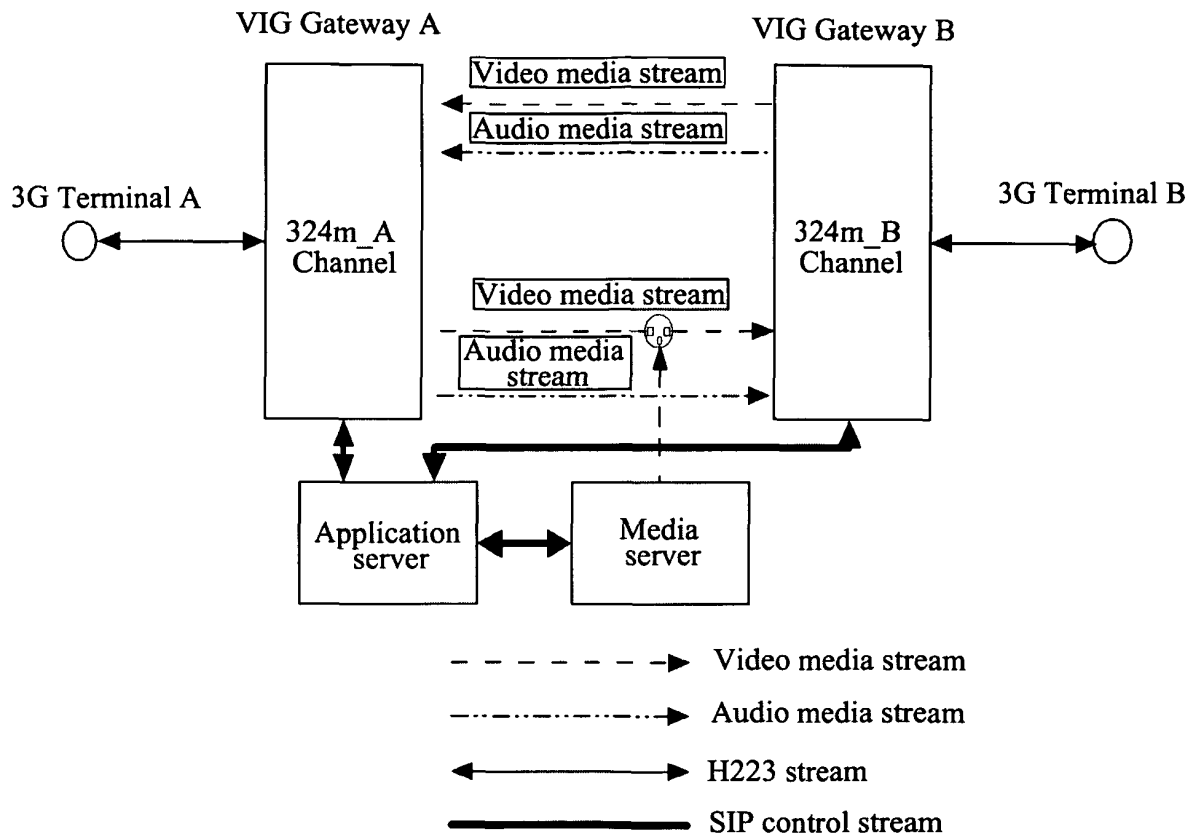 VIG Gateway A
VIG Gateway B
Video media stream
Audio media stream
3G Terminal A
3G Terminal B
324m_A
Channel
324m_B
Channel
Video media stream
Audio media
stream
Application
server
Media
server
Video media stream
Audio media stream
H223 stream
SIP control stream